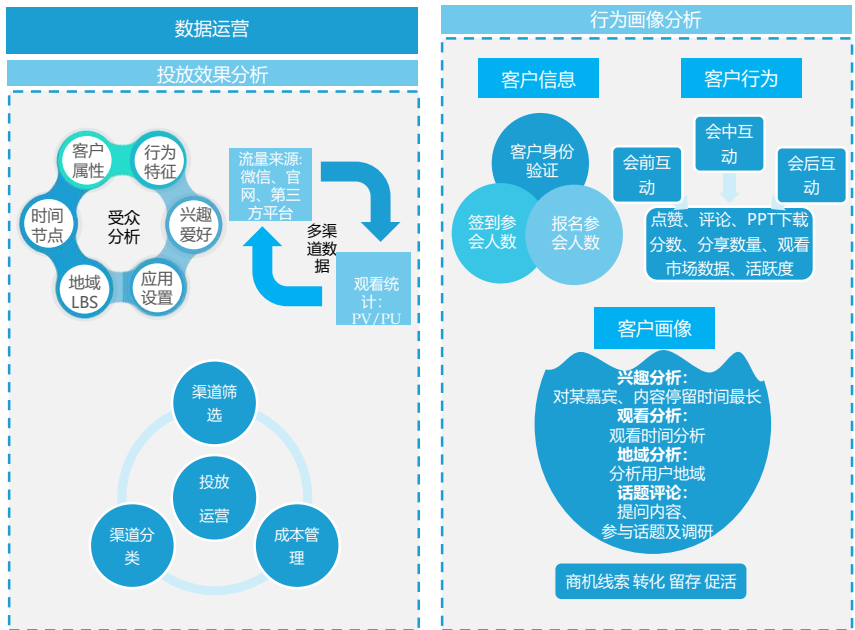 数据运营
投放效果分析
客户
属性
行为
特征
时间
节点
受众
分析
兴趣
爱好
地域
LBS
应用
设置
流量来源:
微信、官
网、第三
方平台
多渠
道数
据
观看统
计：
PV/PU
渠道筛
选
投放
运营
渠道分
类
成本管
理
行为画像分析
客户信息
客户行为
客户身份
验证
签到参
会人数
报名参
会人数
会前互
动
会中互
动
会后互
动
点赞、评论、PPT下载
分数、分享数量、观看
市场数据、活跃度
客户画像
兴趣分析：
对某嘉宾、内容停留时间最长
观看分析：
观看时间分析
地域分析：
分析用户地域
话题评论：
提问内容、
参与话题及调研
商机线索 转化 留存 促活